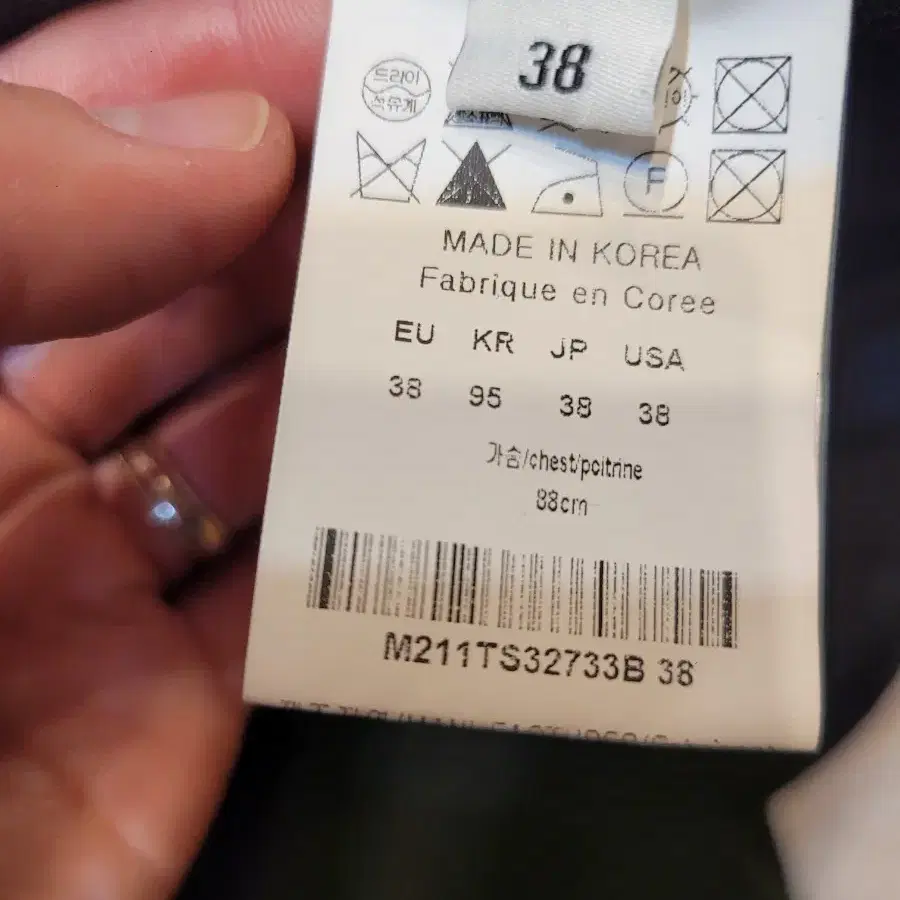 38
드라이
석유계
F
MADE IN KOREA
Fabrique en Coree
EU KR JP USA
38 95 38 38
가슴/chest/poitrine
88cm
M211TS32733B 38